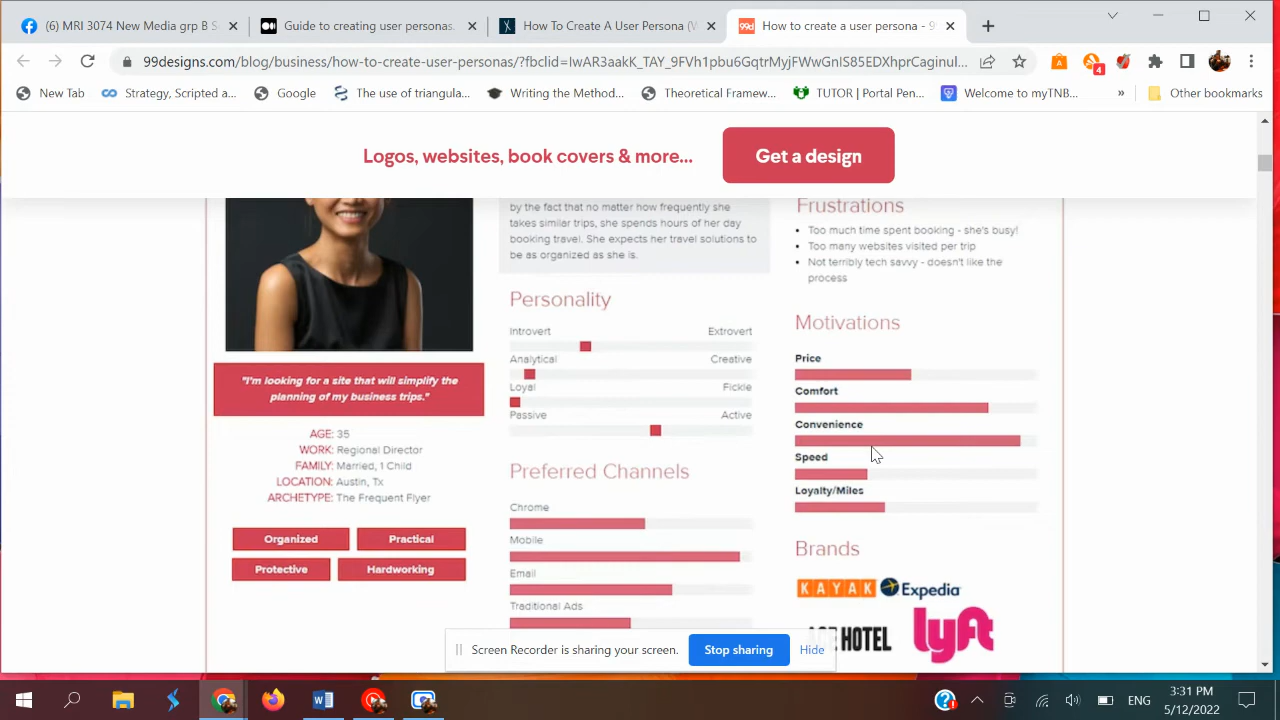 (6) MRI 3074 New Media grp B S
Guide to creating user personas.
How To Create A User Persona (W
99d
How to create a user persona - 9
99designs.com/blog/business/how-to-create-user-personas/?fbclid=IwAR3aakK_TAY_9FVh1pbu6GqtrMyjFWwGnIS85EDXhprCaginuI...
4
New Tab
Strategy, Scripted a...
Google
The use of triangula...
Writing the Method...
Theoretical Framew...
TUTOR | Portal Pen...
Welcome to myTNB...
»
Other bookmarks
Logos, websites, book covers & more...
Get a design
by the fact that no matter how frequently she
takes similar trips, she spends hours of her day
booking travel. She expects her travel solutions to
be as organized as she is.
Frustrations
• Too much time spent booking - she's busy!
• Too many websites visited per trip
• Not terribly tech savvy - doesn't like the
process
Personality
Introvert Extrovert
Analytical Creative
Loyal Fickle
Passive Active
Motivations
Price
Comfort
Convenience
Speed
Loyalty/Miles
"I'm looking for a site that will simplify the
planning of my business trips."
AGE: 35
WORK: Regional Director
FAMILY: Married, 1 Child
LOCATION: Austin, Tx
ARCHETYPE: The Frequent Flyer
Organized Practical
Protective Hardworking
Preferred Channels
Chrome
Mobile
Email
Traditional Ads
Brands
KAYAK Expedia
HOTEL lyft
Screen Recorder is sharing your screen.
Stop sharing
Hide
ENG
3:31 PM
5/12/2022